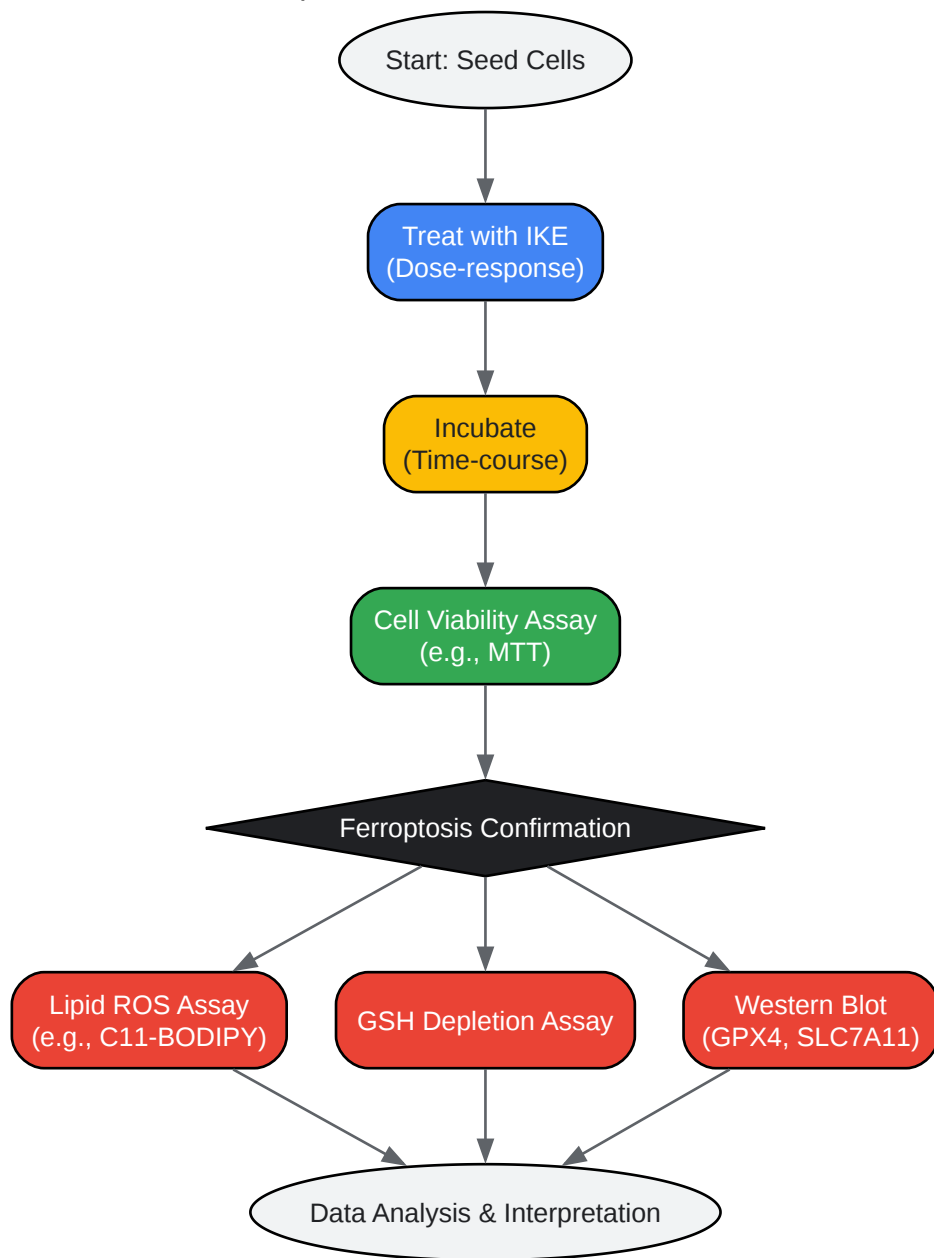 Start: Seed Cells
Treat with IKE
(Dose-response)
Incubate
(Time-course)
Cell Viability Assay
(e.g., MTT)
Ferroptosis Confirmation
Lipid ROS Assay
(e.g., C11-BODIPY)
GSH Depletion Assay
Western Blot
(GPX4, SLC7A11)
Data Analysis & Interpretation